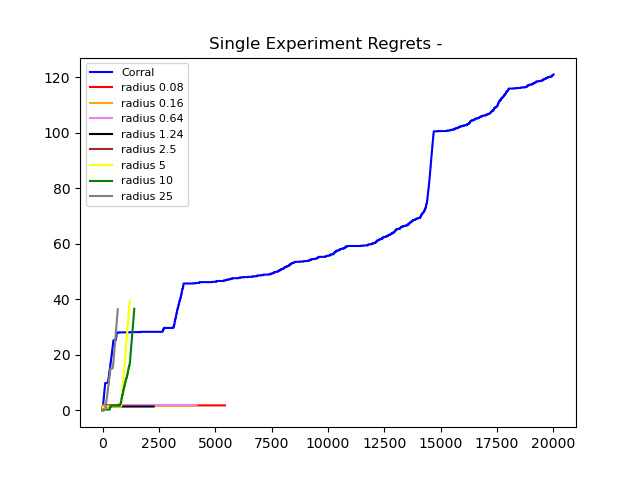 Single Experiment Regrets -
Corral
radius 0.08
radius 0.16
radius 0.64
radius 1.24
radius 2.5
radius 5
radius 10
radius 25
120
100
80
60
40
20
0
0 2500 5000 7500 10000 12500 15000 17500 20000